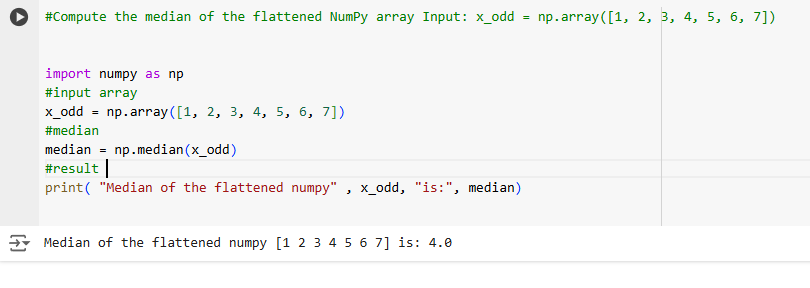 #Compute the median of the flattened NumPy array Input: x_odd = np.array([1, 2, 3, 4, 5, 6, 7])
import numpy as np
#input array
x_odd = np.array([1, 2, 3, 4, 5, 6, 7])
#median
median = np.median(x_odd)
#result
print( "Median of the flattened numpy" , x_odd, "is:", median)
Median of the flattened numpy [1 2 3 4 5 6 7] is: 4.0